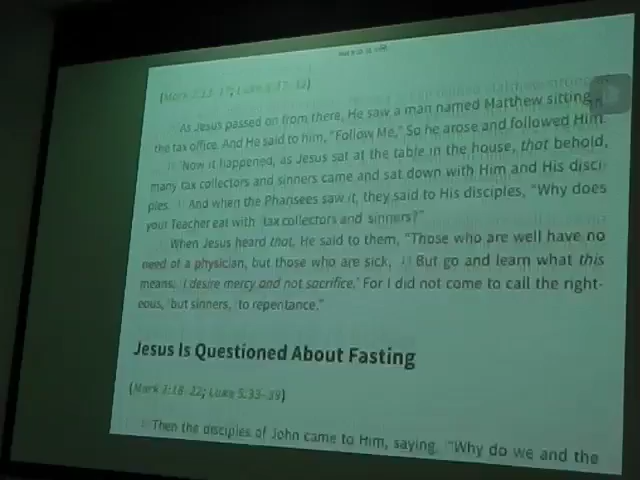 (Mark 2:13–17; Luke 5:27–32)
As Jesus passed on from there, He saw a man named Matthew sitting
the tax office. And He said to him, “Follow Me.” So he arose and followed Him.
Now it happened, as Jesus sat at the table in the house, that behold,
many tax collectors and sinners came and sat down with Him and His disci-
ples. And when the Pharisees saw it, they said to His disciples, “Why does
your Teacher eat with tax collectors and sinners?”
When Jesus heard that, He said to them, “Those who are well have no
need of a physician, but those who are sick. But go and learn what this
means: ‘I desire mercy and not sacrifice.’ For I did not come to call the right-
eous, but sinners, to repentance.”
Jesus Is Questioned About Fasting
(Mark 2:18–22; Luke 5:33–39)
Then the disciples of John came to Him, saying, “Why do we and the